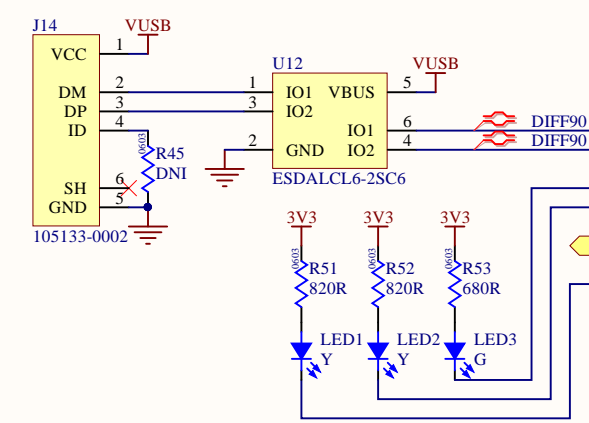 J14
VUSB
VCC
1
U12
VUSB
DM
2
1
IO1
VBUS
5
DP
3
3
IO2
ID
4
IO1
6
DIFF90
0603
R45
DNI
2
GND
IO2
4
DIFF90
SH
6
ESDALCL6-2SC6
GND
5
105133-0002
3V3
3V3
3V3
0603
R51
820R
0603
R52
820R
0603
R53
680R
LED1
Y
LED2
Y
LED3
G